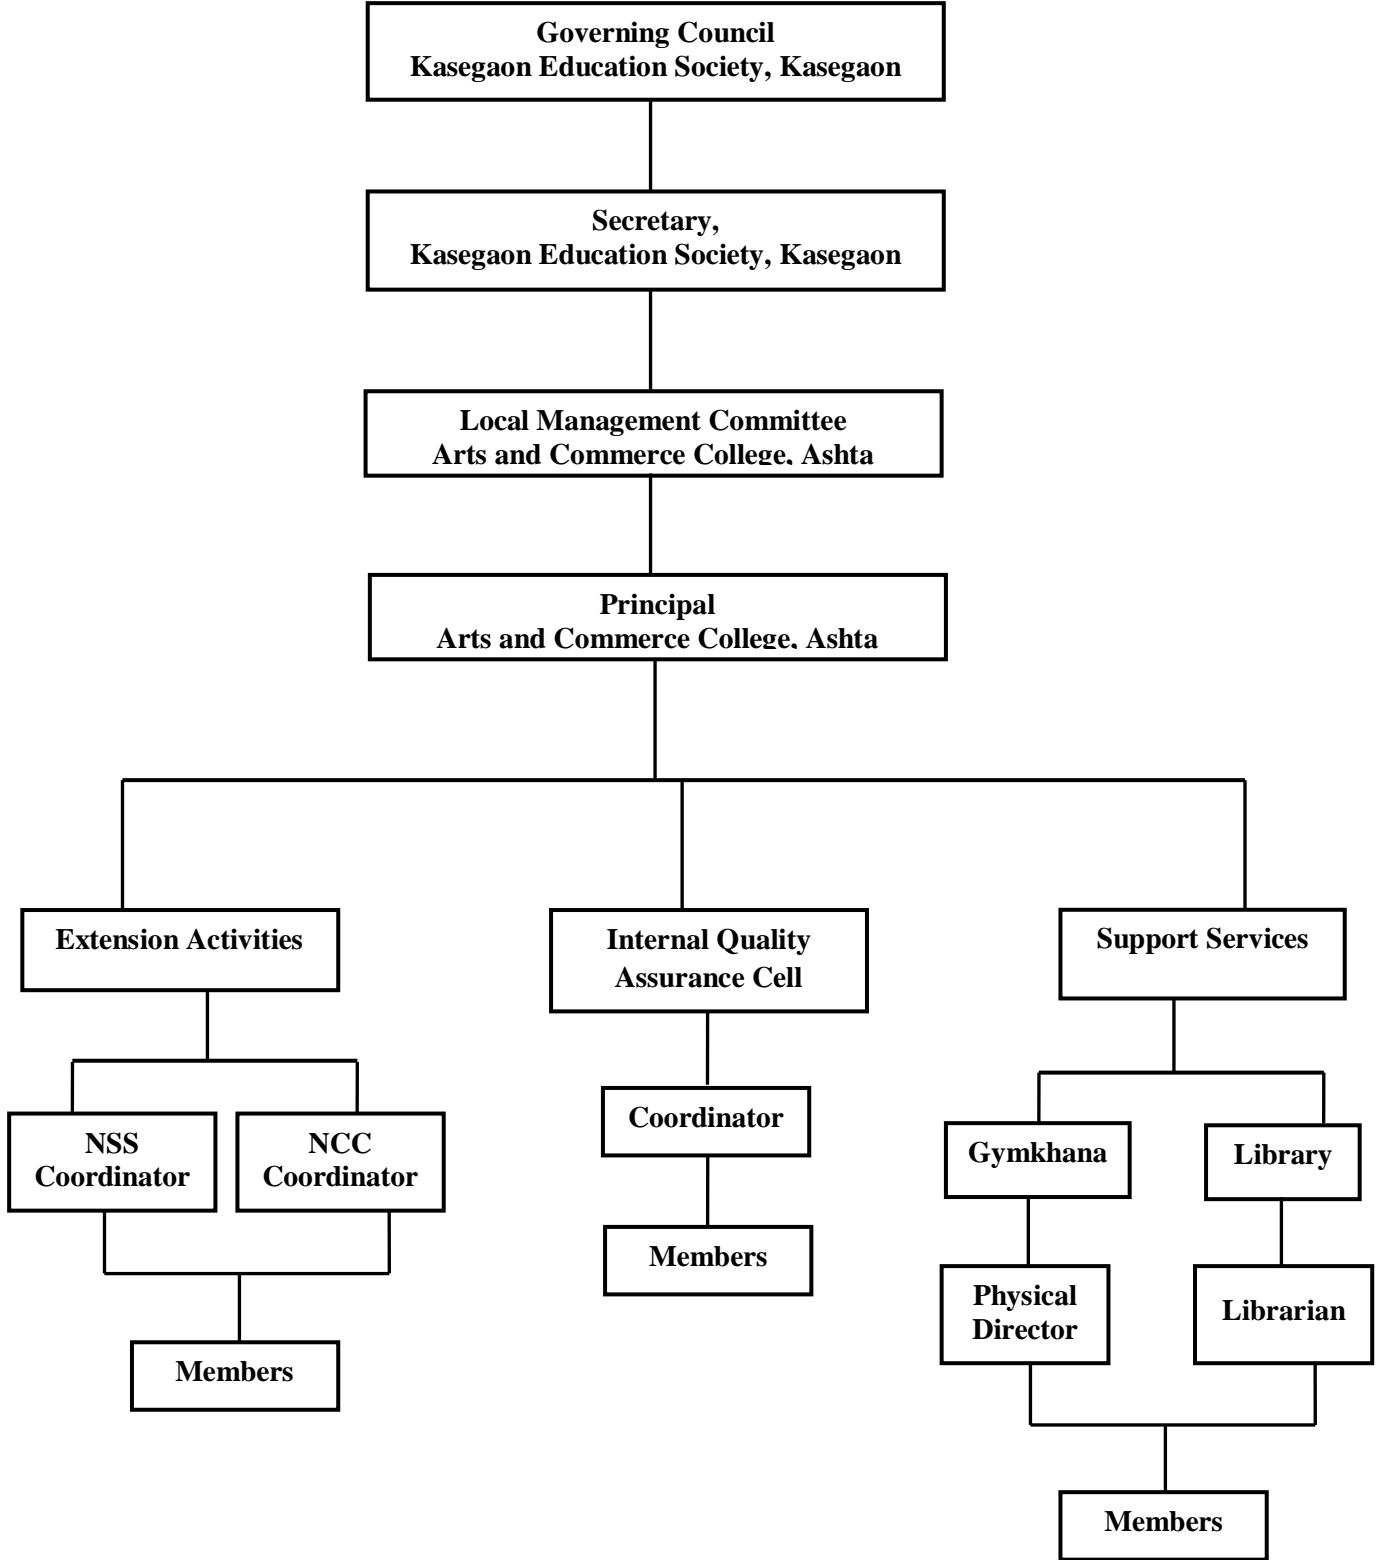 Governing Council
Kasegaon Education Society, Kasegaon
Secretary,
Kasegaon Education Society, Kasegaon
Local Management Committee
Arts and Commerce College, Ashta
Principal
Arts and Commerce College, Ashta
Extension Activities
Internal Quality
Assurance Cell
Support Services
NSS
Coordinator
NCC
Coordinator
Coordinator
Members
Gymkhana
Library
Physical
Director
Librarian
Members
Members